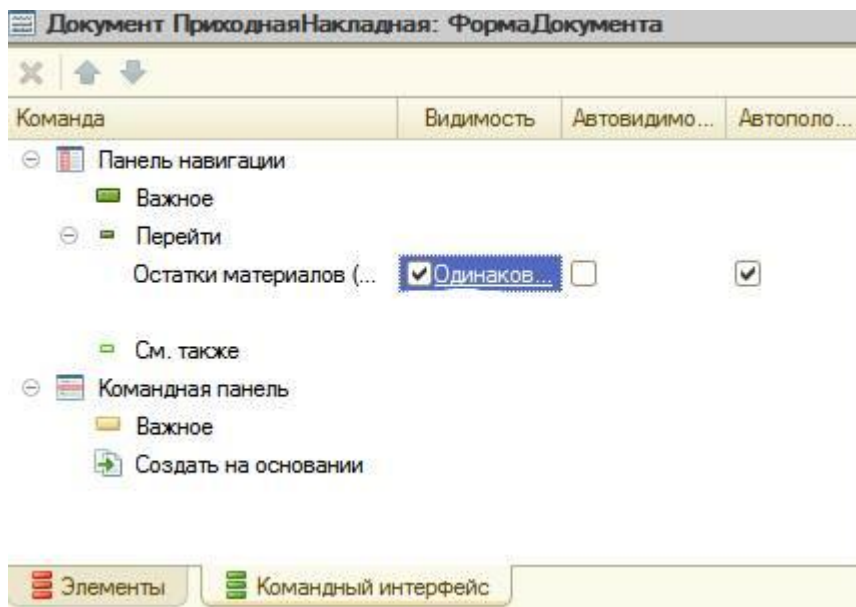 Документ ПриходнаяНакладная: ФормаДокумента
Команда Видимость Автовидимо... Автополо...
Панель навигации
Важное
Перейти
Остатки материалов (... Одинаков...
См. также
Командная панель
Важное
Создать на основании
Элементы Командный интерфейс